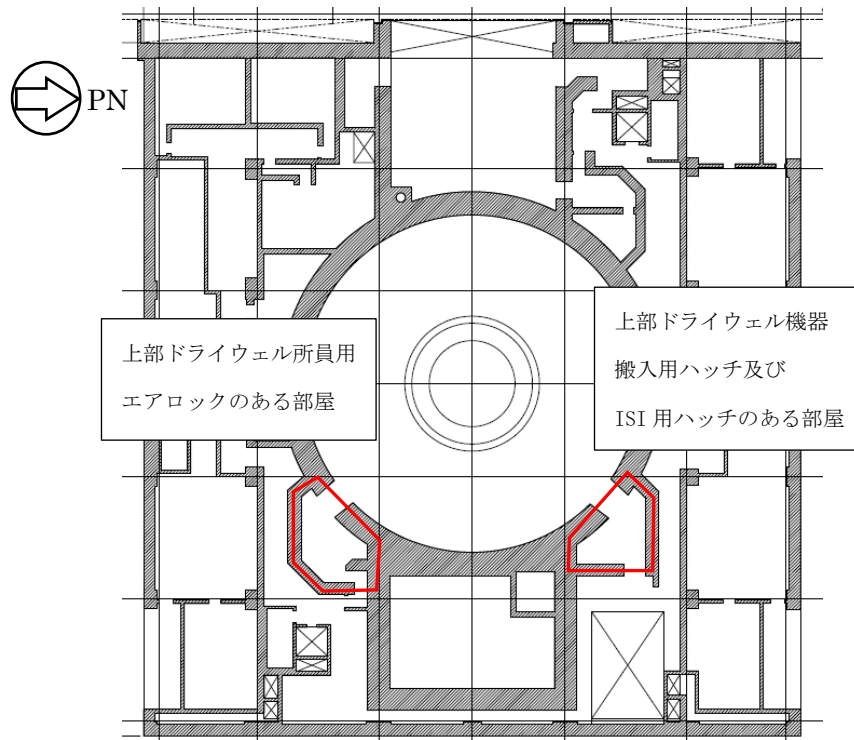 PN
上部ドライウェル所員用
エアロックのある部屋
上部ドライウェル機器
搬入用ハッチ及び
ISI 用ハッチのある部屋